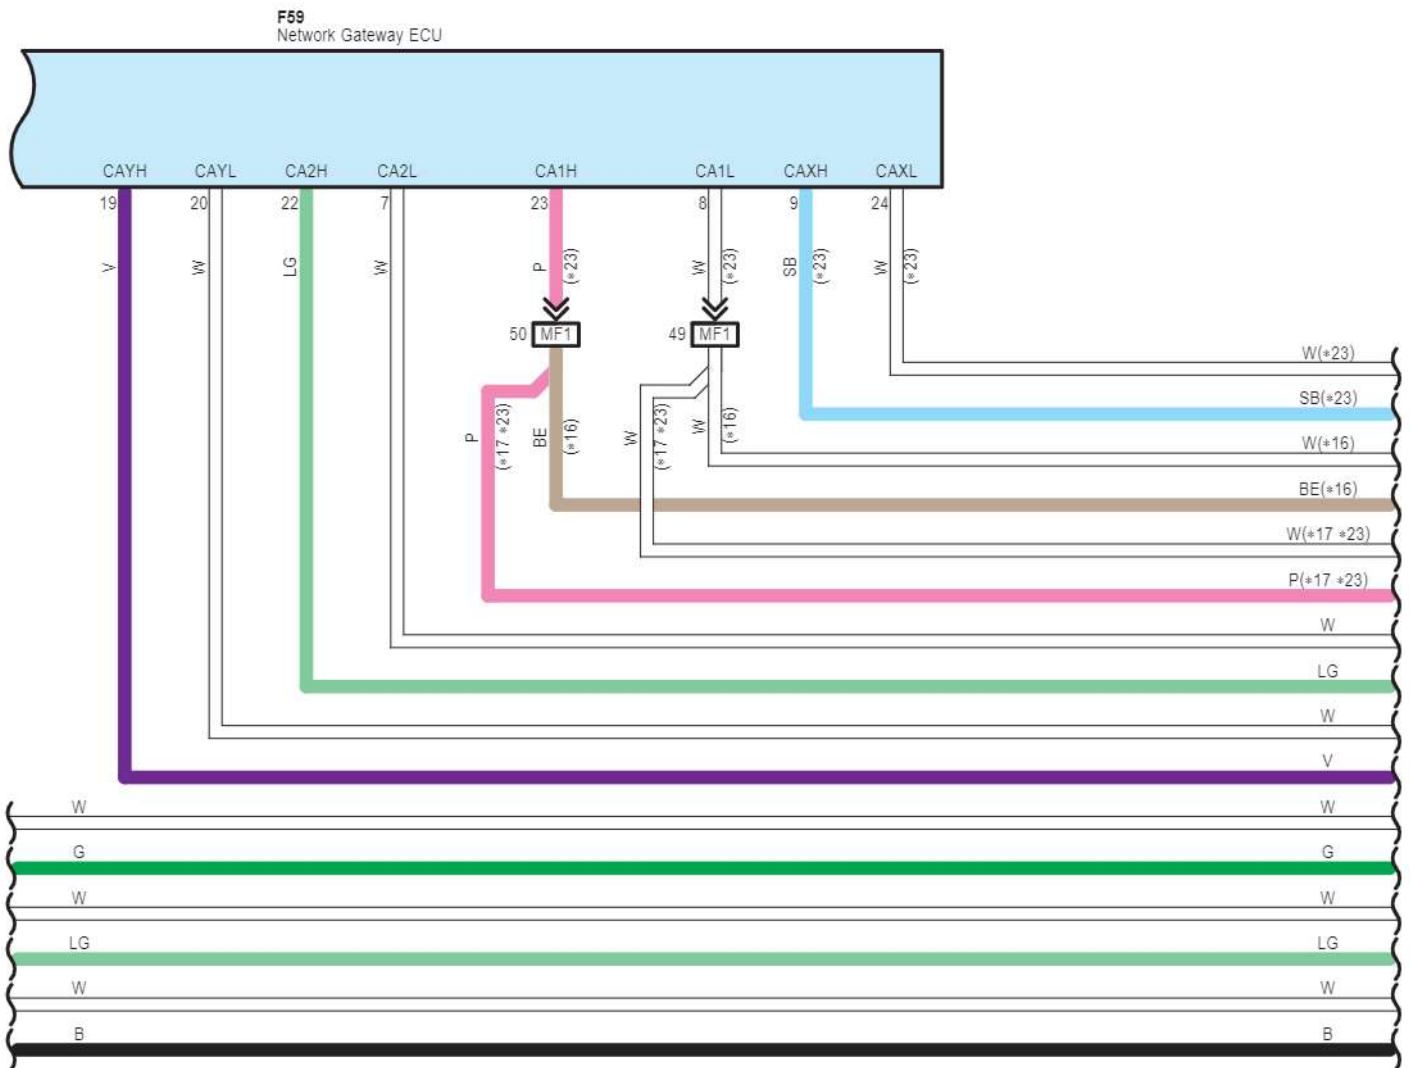 F59
Network Gateway ECU
CAYH CAYL CA2H CA2L CA1H CA1L CAXH CAXL
19 20 22 7 23 8 9 24
V W LG W P (*23) W (*23) SB (*23) W (*23)
50 MF1 49 MF1
W(*23)
SB(*23)
P (*17 *23) BE (*16) W (*17 *23) W (*16)
W(*16)
BE(*16)
W(*17 *23)
P(*17 *23)
W
LG
W
V
W W
G G
W W
LG LG
W W
B B